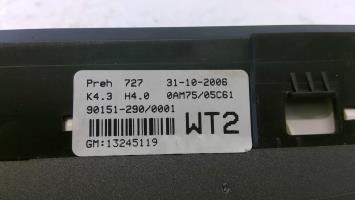 Preh 727 31-10-2006
K4.3 H4.0 0AM75/05C61
90151-290/0001
WT2
GM:13245119